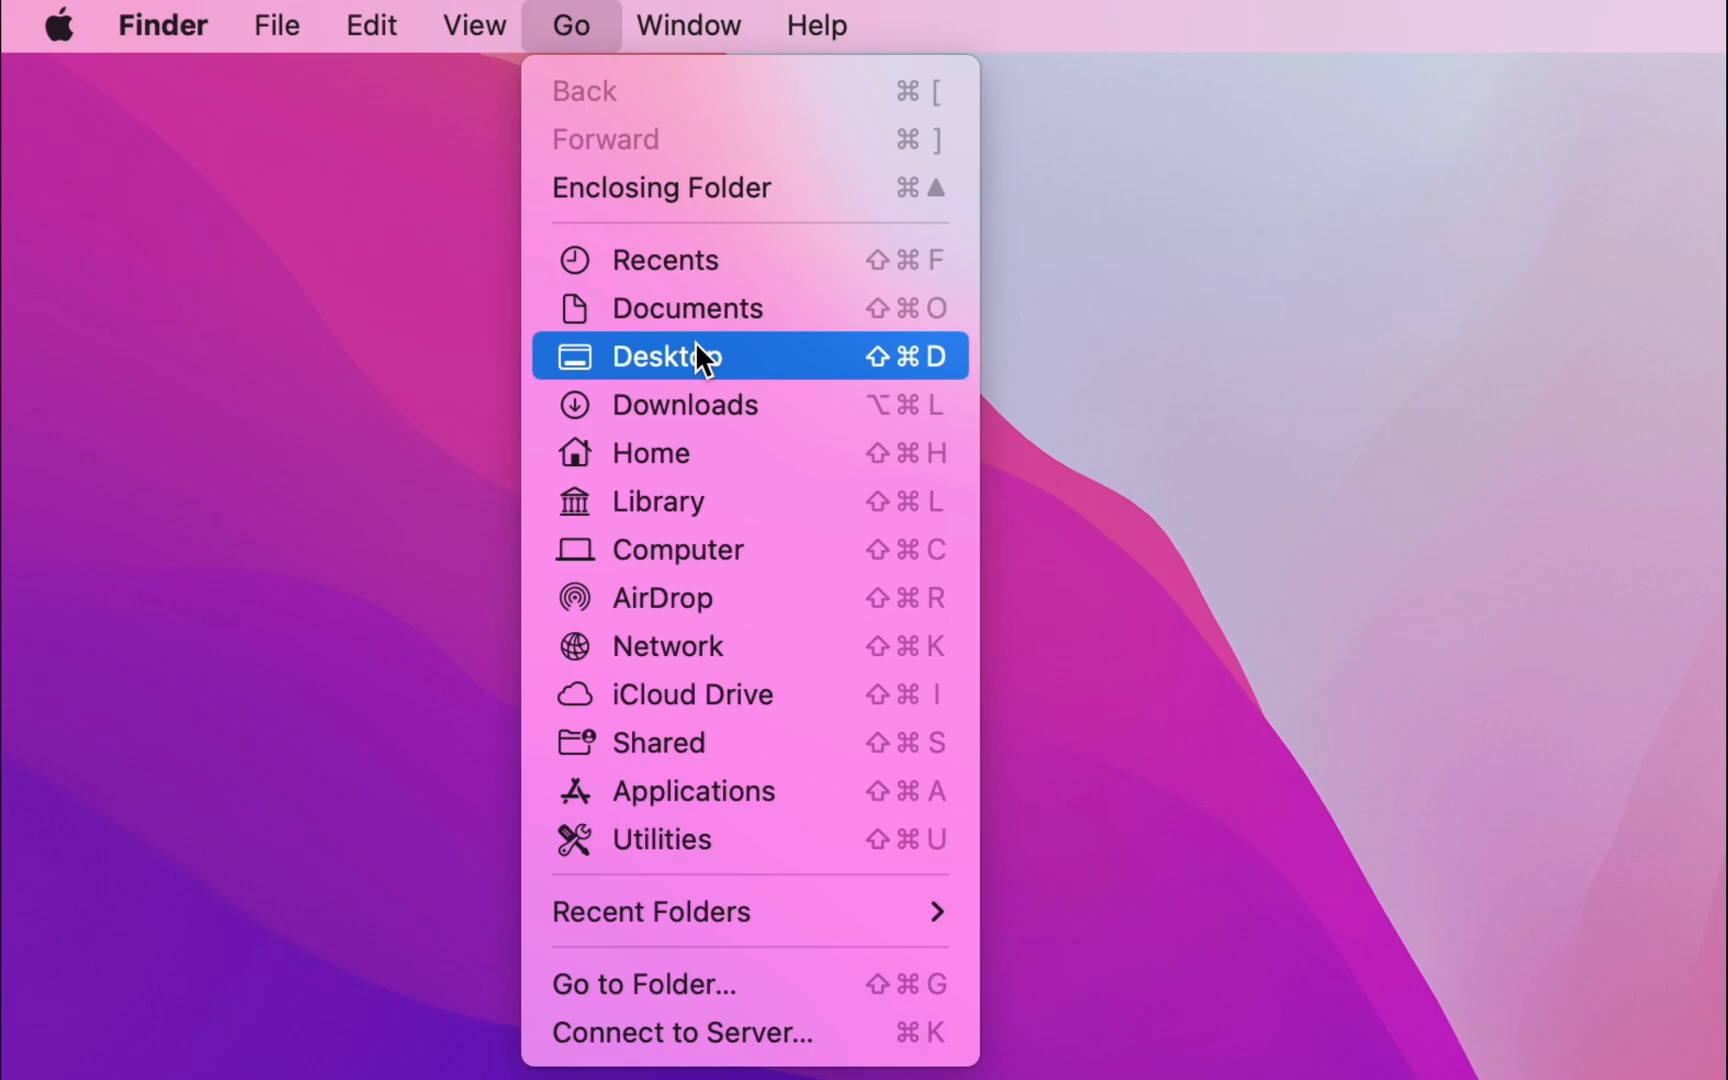 Finder File Edit View Go Window Help
Back ⌘ [
Forward ⌘ ]
Enclosing Folder ⌘ ▲
Recents ⇧ ⌘ F
Documents ⇧ ⌘ O
Desktop ⇧ ⌘ D
Downloads ⌥ ⌘ L
Home ⇧ ⌘ H
Library ⇧ ⌘ L
Computer ⇧ ⌘ C
AirDrop ⇧ ⌘ R
Network ⇧ ⌘ K
iCloud Drive ⇧ ⌘ I
Shared ⇧ ⌘ S
Applications ⇧ ⌘ A
Utilities ⇧ ⌘ U
Recent Folders >
Go to Folder... ⇧ ⌘ G
Connect to Server... ⌘ K